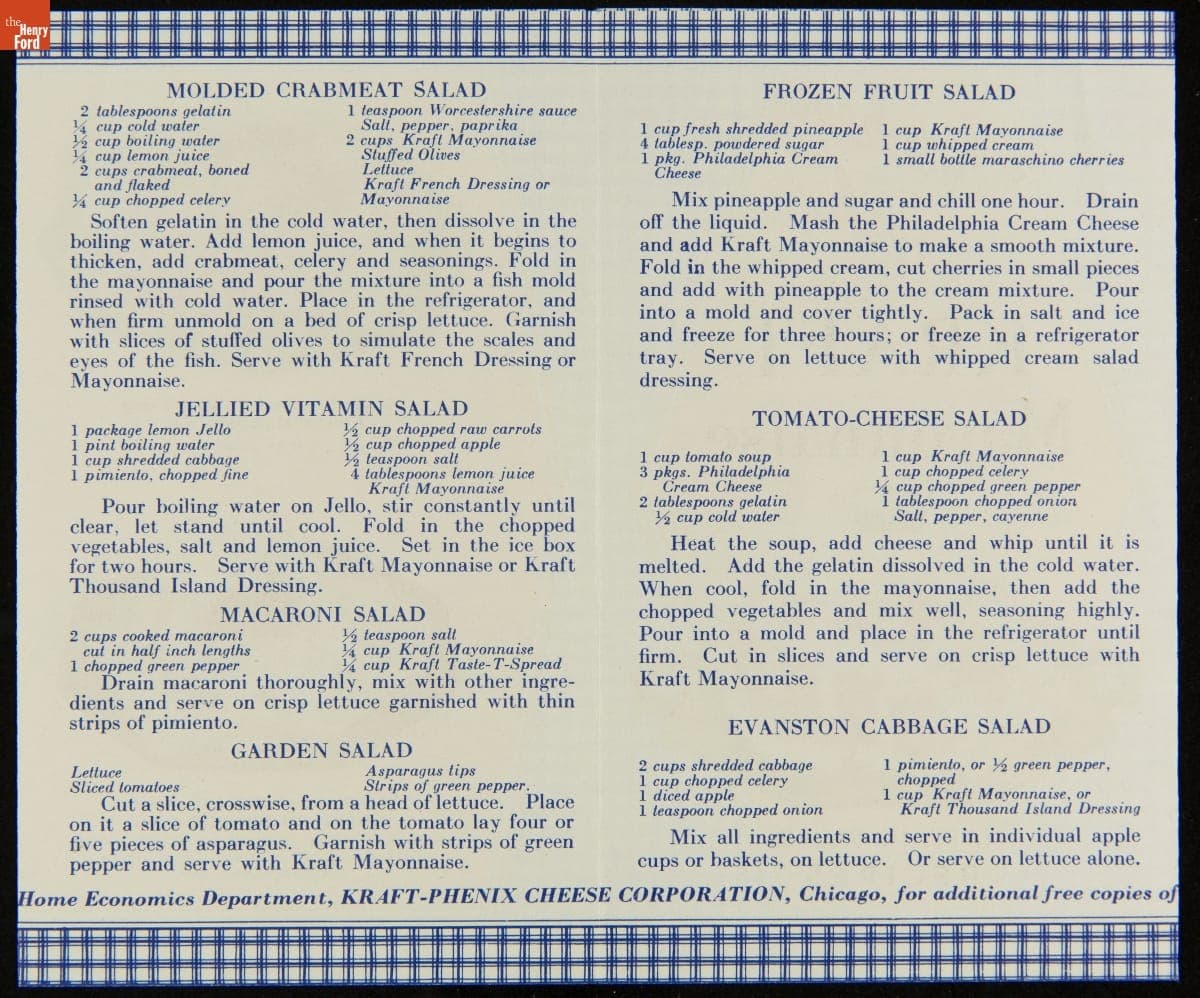 the
Henry
Ford
MOLDED CRABMEAT SALAD
2 tablespoons gelatin
¼ cup cold water
½ cup boiling water
¼ cup lemon juice
2 cups crabmeat, boned
and flaked
¼ cup chopped celery
1 teaspoon Worcestershire sauce
Salt, pepper, paprika
2 cups Kraft Mayonnaise
Stuffed Olives
Lettuce
Kraft French Dressing or
Mayonnaise
Soften gelatin in the cold water, then dissolve in the
boiling water. Add lemon juice, and when it begins to
thicken, add crabmeat, celery and seasonings. Fold in
the mayonnaise and pour the mixture into a fish mold
rinsed with cold water. Place in the refrigerator, and
when firm unmold on a bed of crisp lettuce. Garnish
with slices of stuffed olives to simulate the scales and
eyes of the fish. Serve with Kraft French Dressing or
Mayonnaise.
JELLIED VITAMIN SALAD
1 package lemon Jello
1 pint boiling water
1 cup shredded cabbage
1 pimiento, chopped fine
½ cup chopped raw carrots
½ cup chopped apple
½ teaspoon salt
4 tablespoons lemon juice
Kraft Mayonnaise
Pour boiling water on Jello, stir constantly until
clear, let stand until cool. Fold in the chopped
vegetables, salt and lemon juice. Set in the ice box
for two hours. Serve with Kraft Mayonnaise or Kraft
Thousand Island Dressing.
MACARONI SALAD
2 cups cooked macaroni
cut in half inch lengths
1 chopped green pepper
½ teaspoon salt
¼ cup Kraft Mayonnaise
¼ cup Kraft Taste-T-Spread
Drain macaroni thoroughly, mix with other ingre-
dients and serve on crisp lettuce garnished with thin
strips of pimiento.
GARDEN SALAD
Lettuce
Sliced tomatoes
Asparagus tips
Strips of green pepper.
Cut a slice, crosswise, from a head of lettuce. Place
on it a slice of tomato and on the tomato lay four or
five pieces of asparagus. Garnish with strips of green
pepper and serve with Kraft Mayonnaise.
FROZEN FRUIT SALAD
1 cup fresh shredded pineapple
4 tablesp. powdered sugar
1 pkg. Philadelphia Cream
Cheese
1 cup Kraft Mayonnaise
1 cup whipped cream
1 small bottle maraschino cherries
Mix pineapple and sugar and chill one hour. Drain
off the liquid. Mash the Philadelphia Cream Cheese
and add Kraft Mayonnaise to make a smooth mixture.
Fold in the whipped cream, cut cherries in small pieces
and add with pineapple to the cream mixture. Pour
into a mold and cover tightly. Pack in salt and ice
and freeze for three hours; or freeze in a refrigerator
tray. Serve on lettuce with whipped cream salad
dressing.
TOMATO-CHEESE SALAD
1 cup tomato soup
3 pkgs. Philadelphia
Cream Cheese
2 tablespoons gelatin
½ cup cold water
1 cup Kraft Mayonnaise
1 cup chopped celery
¼ cup chopped green pepper
1 tablespoon chopped onion
Salt, pepper, cayenne
Heat the soup, add cheese and whip until it is
melted. Add the gelatin dissolved in the cold water.
When cool, fold in the mayonnaise, then add the
chopped vegetables and mix well, seasoning highly.
Pour into a mold and place in the refrigerator until
firm. Cut in slices and serve on crisp lettuce with
Kraft Mayonnaise.
EVANSTON CABBAGE SALAD
2 cups shredded cabbage
1 cup chopped celery
1 diced apple
1 teaspoon chopped onion
1 pimiento, or ½ green pepper,
chopped
1 cup Kraft Mayonnaise, or
Kraft Thousand Island Dressing
Mix all ingredients and serve in individual apple
cups or baskets, on lettuce. Or serve on lettuce alone.
Home Economics Department, KRAFT-PHENIX CHEESE CORPORATION, Chicago, for additional free copies of